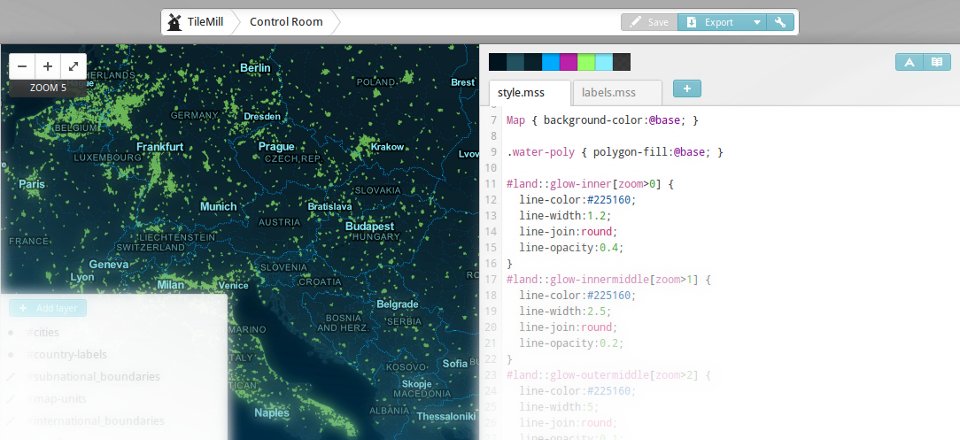 TileMill
Control Room
Save
Export
ZOOM 5
Berlin
POLAND
Brest
BELGIUM
GERMANY
Dresden
Frankfurt
Prague
Krakow
LUXEMBOURG
CZECH REP.
Lvov
Paris
SLOVAKIA
Munich
Bratislava
AUSTRIA
Budapest
FRANCE
LIECHTENSTEIN
HUNGARY
SWITZERLAND
Geneva
SLOVENIA
Lyon
CROATIA
Milan
Venice
Belgrade
BOSNIA
AND HERZ.
SERBIA
MARINO
ITALY
KOSOVO
Sofia
Skopje
MACEDONIA
ALBANIA
Naples
Thessaloniki
Add layer
#cities
#country-labels
#subnational_boundaries
#map-units
#international_boundaries
style.mss
labels.mss
7 Map { background-color:@base; }
8
9 .water-poly { polygon-fill:@base; }
10
11 #land::glow-inner[zoom>0] {
12 line-color:#225160;
13 line-width:1.2;
14 line-join:round;
15 line-opacity:0.4;
16 }
17 #land::glow-innermiddle[zoom>1] {
18 line-color:#225160;
19 line-width:2.5;
20 line-join:round;
21 line-opacity:0.2;
22 }
23 #land::glow-outermiddle[zoom>2] {
24 line-color:#225160;
25 line-width:5;
26 line-join:round;